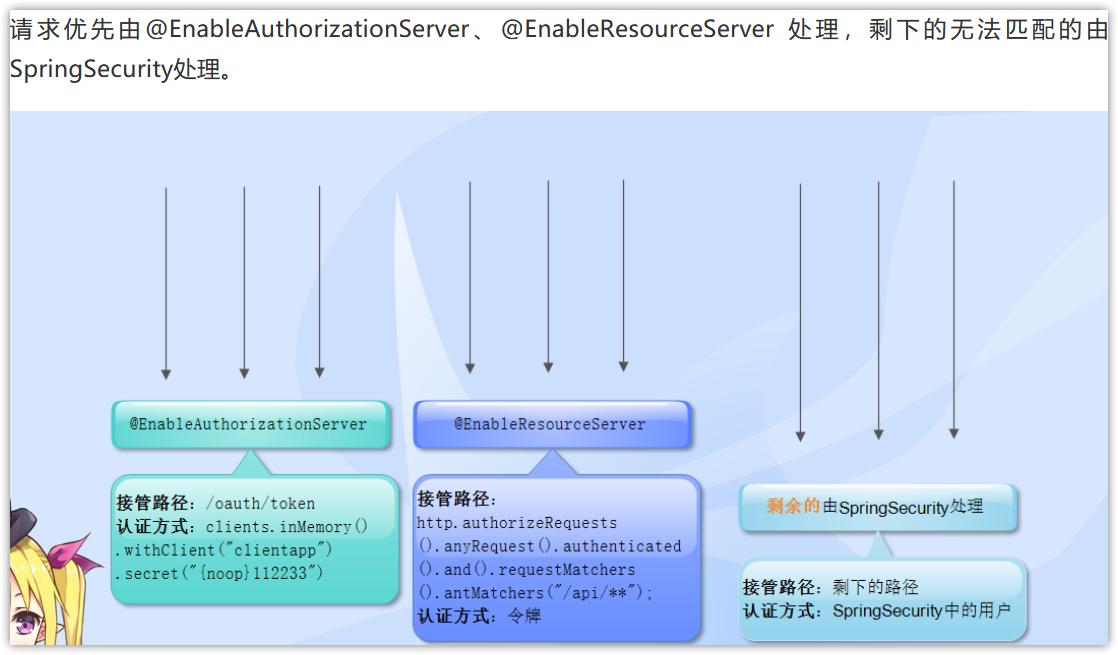 请求优先由@EnableAuthorizationServer、@EnableResourceServer 处理，剩下的无法匹配的由
SpringSecurity处理。
@EnableAuthorizationServer
接管路径：/oauth/token
认证方式：clients.inMemory()
.withClient("clientapp")
.secret("{noop}112233")
@EnableResourceServer
接管路径：
http.authorizeRequests
().anyRequest().authenticated
().and().requestMatchers
().antMatchers("/api/**");
认证方式：令牌
剩余的由SpringSecurity处理
接管路径：剩下的路径
认证方式：SpringSecurity中的用户